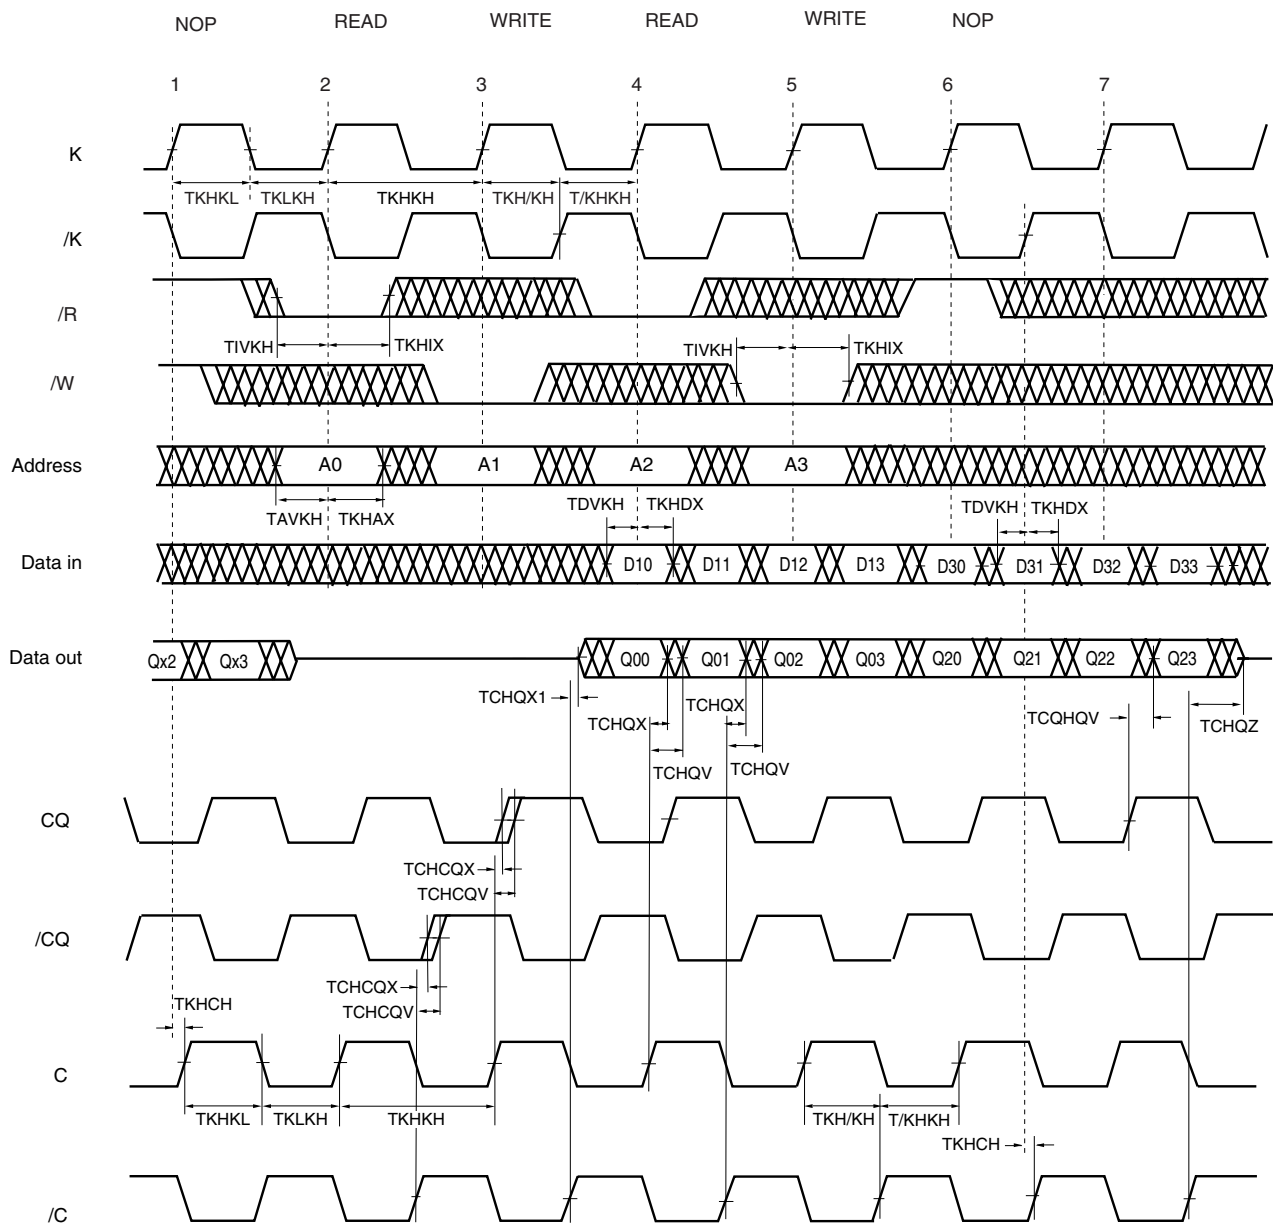 NOP READ WRITE READ WRITE NOP
1 2 3 4 5 6 7
K
TKHKL TKLKH TKHKH TKH/KH T/KHKH
/K
/R
TIVKH TKHIX TIVKH TKHIX
/W
Address A0 A1 A2 A3
TAVKH TKHAX TDVKH TKHDX TDVKH TKHDX
Data in D10 D11 D12 D13 D30 D31 D32 D33
Data out Qx2 Qx3 Q00 Q01 Q02 Q03 Q20 Q21 Q22 Q23
TCHQX1 TCHQX TCHQX TCQHQV TCHQZ
TCHQV TCHQV
CQ
TCHCQX
TCHCQV
/CQ
TCHCQX
TKHCH TCHCQV
C
TKHKL TKLKH TKHKH TKH/KH T/KHKH
TKHCH
/C